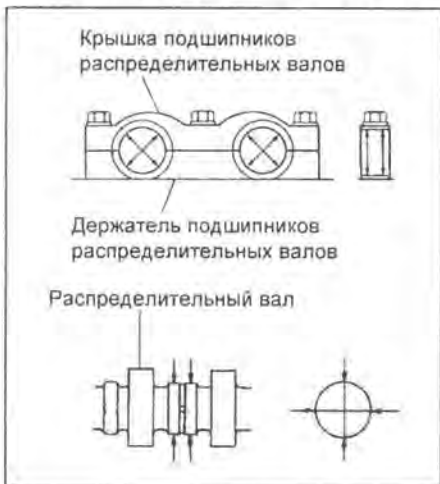 Крышка подшипников
распределительных валов
Держатель подшипников
распределительных валов
Распределительный вал